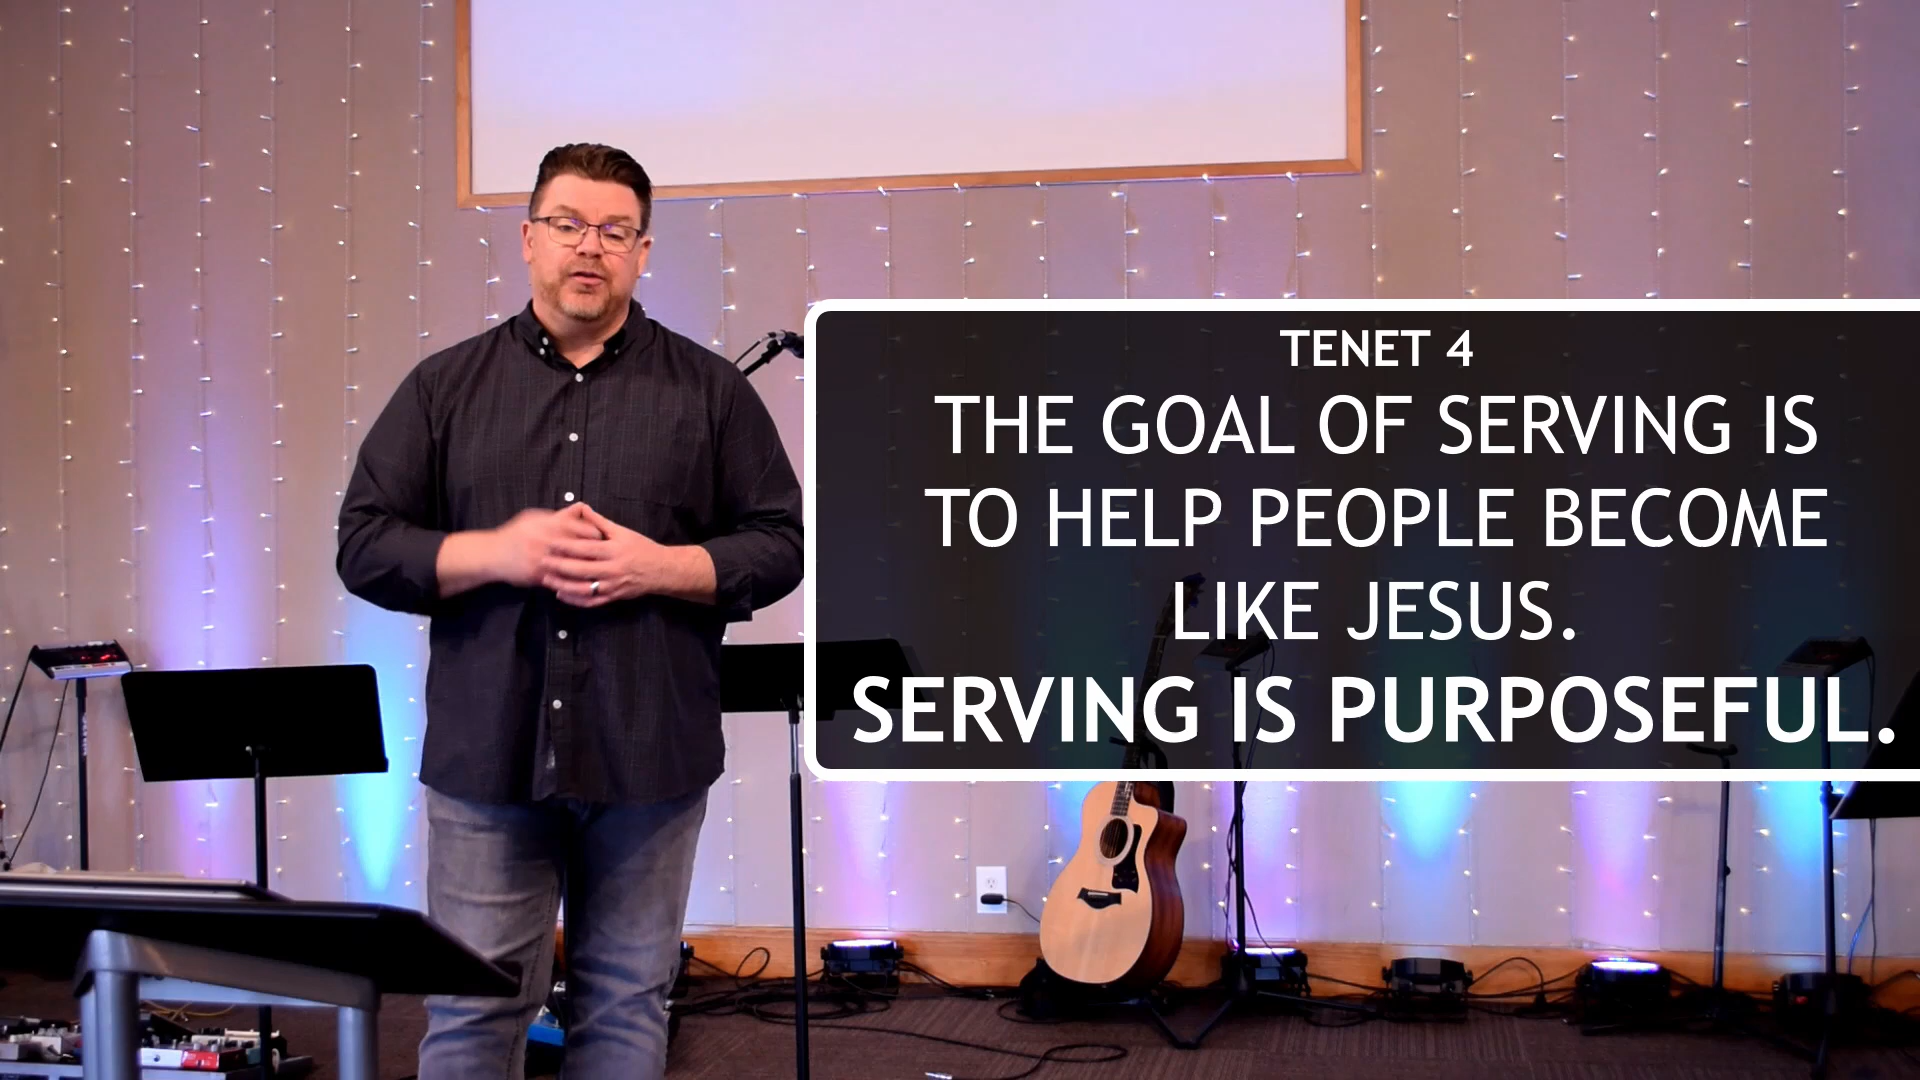 TENET 4
THE GOAL OF SERVING IS
TO HELP PEOPLE BECOME
LIKE JESUS.
SERVING IS PURPOSEFUL.